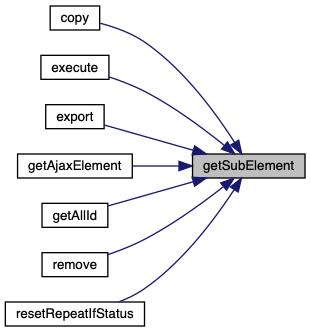 copy
execute
export
getAjaxElement
getSubElement
getAllId
remove
resetRepeatIfStatus